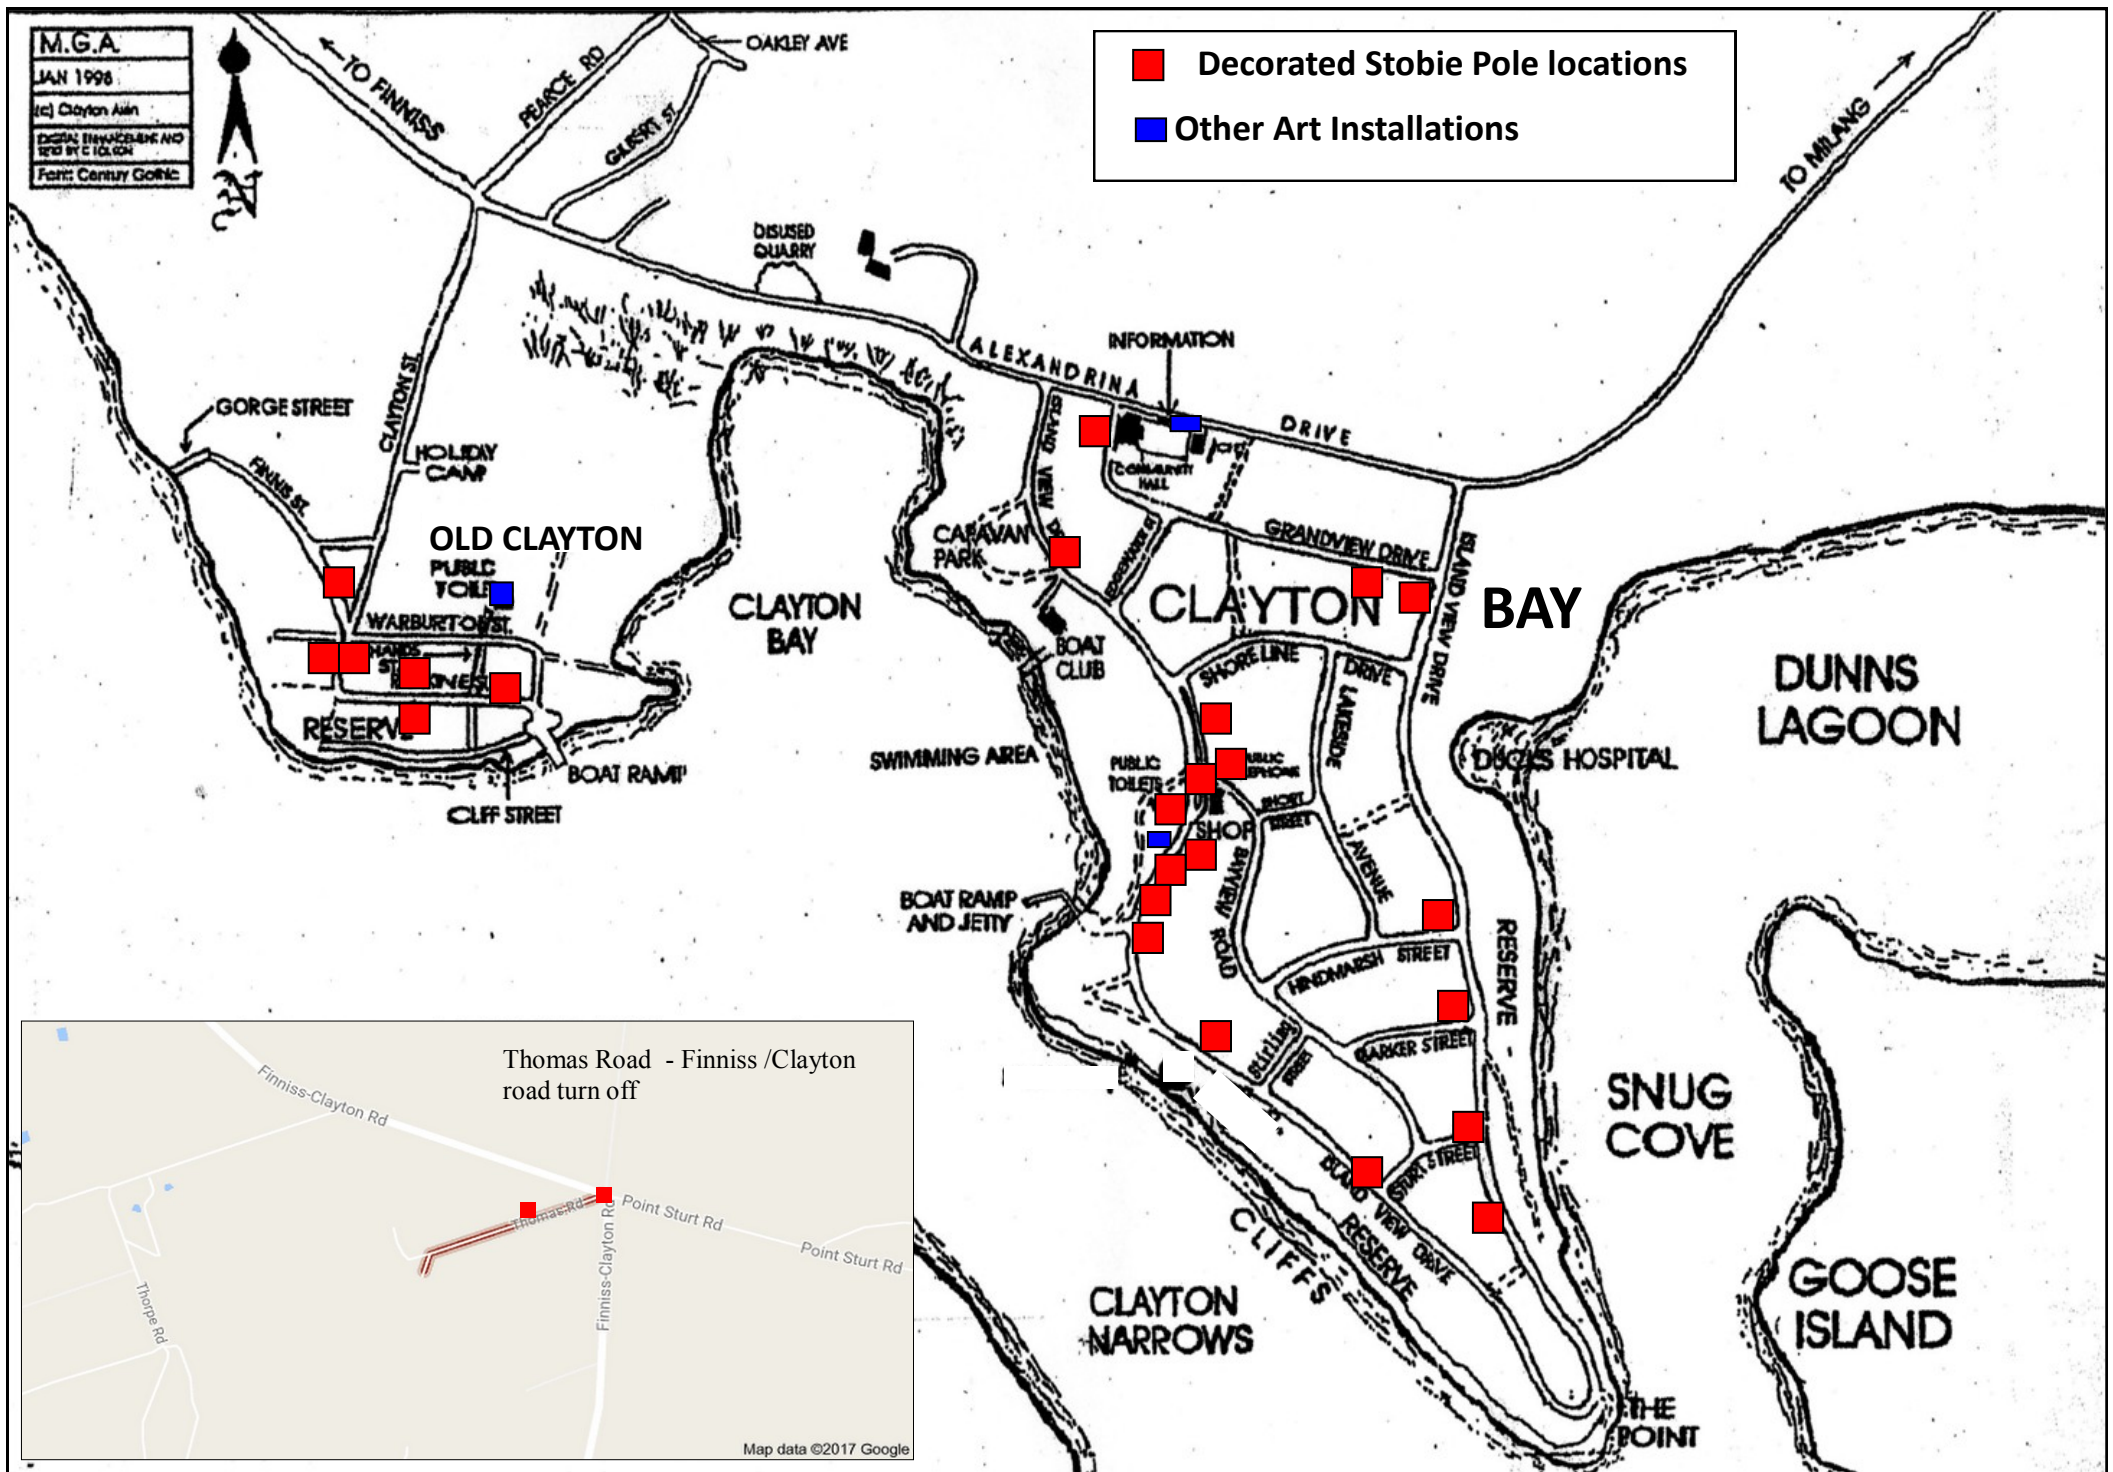 M.G.A.
JAN 1998
Font: Century Gothic
TO FINNISS
PEARCE RD
OAKLEY AVE
GILBERT ST.
Decorated Stobie Pole locations
Other Art Installations
TO MILANG
DISUSED
QUARRY
ALEXANDRINA
DRIVE
INFORMATION
COMMUNITY
HALL
GORGE STREET
CLAYTON ST.
HOLIDAY
CAMP
FINNIS ST.
OLD CLAYTON
PUBLIC
WARBURTON ST.
ST.
RESERVE
BOAT RAMP
CLIFF STREET
CLAYTON
BAY
ISLAND VIEW
CARAVAN
PARK
BOAT
CLUB
GRANDVIEW DRIVE
CLAYTON
BAY
ISLAND VIEW DRIVE
SHORE LINE
DRIVE
LAKESIDE
AVENUE
DUNNS
LAGOON
DUCKS HOSPITAL
SWIMMING AREA
PUBLIC
TOILETS
SHOP
SHORT
STREET
BAYVIEW ROAD
BOAT RAMP
AND JETTY
HINDMARSH STREET
RESERVE
Stirling
STREET
STURT STREET
ISLAND VIEW DRIVE
RESERVE
CLIFFS
SNUG
COVE
GOOSE
ISLAND
CLAYTON
NARROWS
THE
POINT
Thomas Road - Finniss /Clayton
road turn off
Finniss-Clayton Rd
Thomas Rd
Point Sturt Rd
Point Sturt Rd
Finniss-Clayton Rd
Thorpe Rd
Map data ©2017 Google